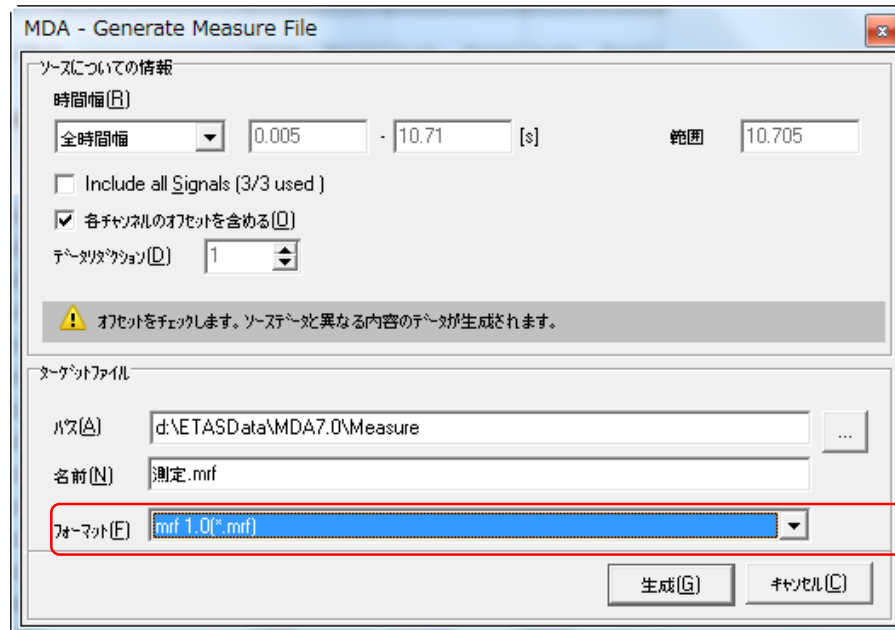 MDA - Generate Measure File
ソースについての情報
時間幅(R)
全時間幅 0.005 - 10.71 [s] 範囲 10.705
Include all Signals (3/3 used )
各チャンネルのオフセットを含める(O)
データリダクション(D) 1
オフセットをチェックします。ソースデータと異なる内容のデータが生成されます。
ターゲットファイル
パス(A) d:\ETASData\MDA7.0\Measure ...
名前(N) 測定.mrf
フォーマット(F) mrf 1.0(*.mrf)
生成(G) キャンセル(C)